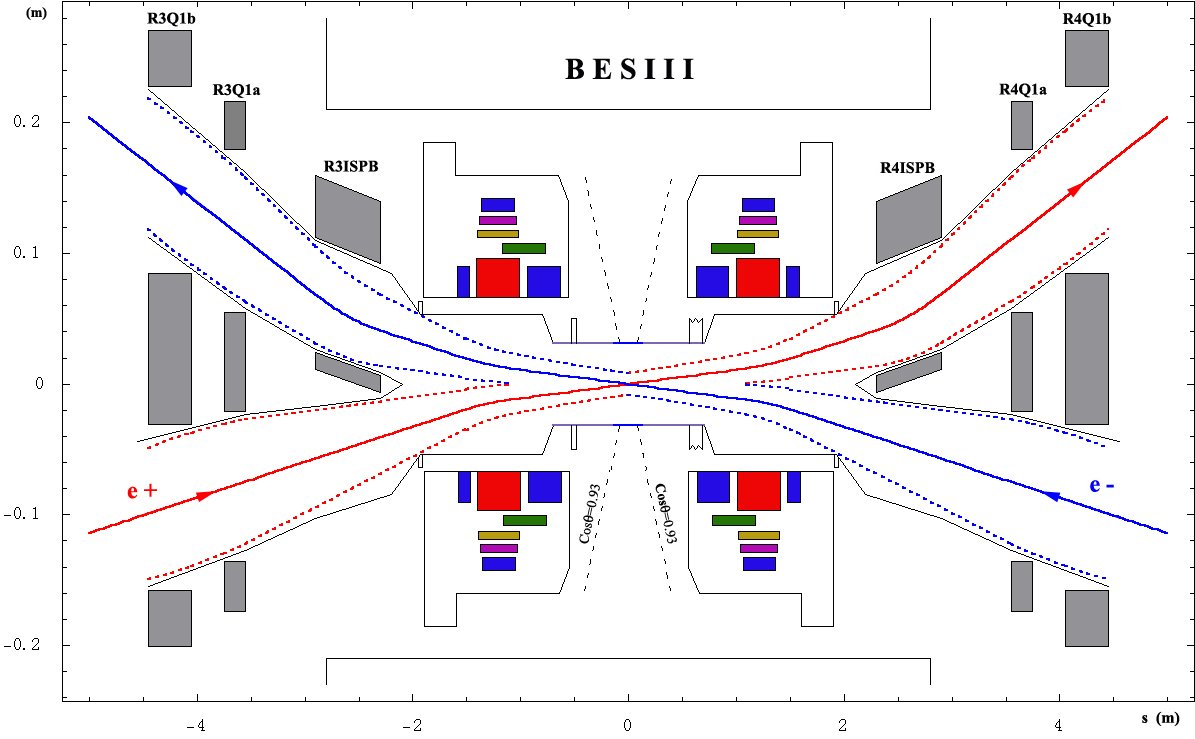 (m)
R3Q1b
R4Q1b
B E S I I I
R3Q1a
R4Q1a
0.2
R3ISPB
R4ISPB
0.1
0
e +
e -
Cosθ=0.93
Cosθ=0.93
-0.1
-0.2
-4
-2
0
2
4
s (m)